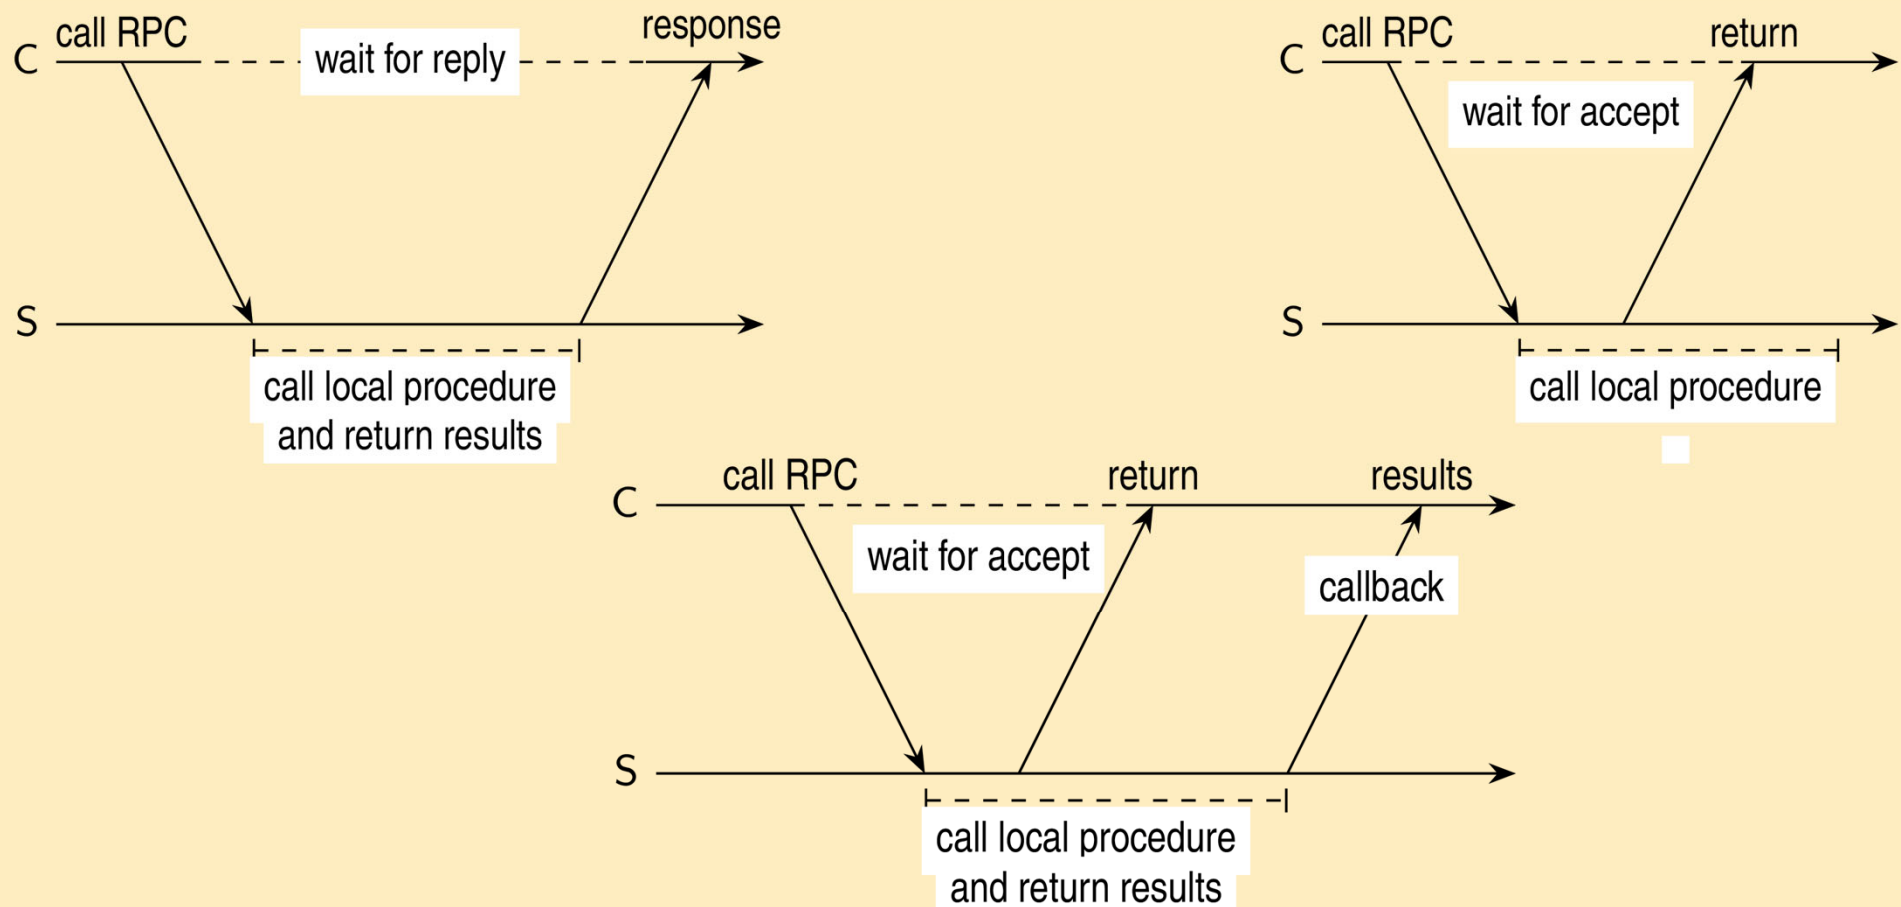 call RPC
response
C
wait for reply
S
call local procedure
and return results
call RPC
return
C
wait for accept
S
call local procedure
call RPC
return
results
C
wait for accept
callback
S
call local procedure
and return results